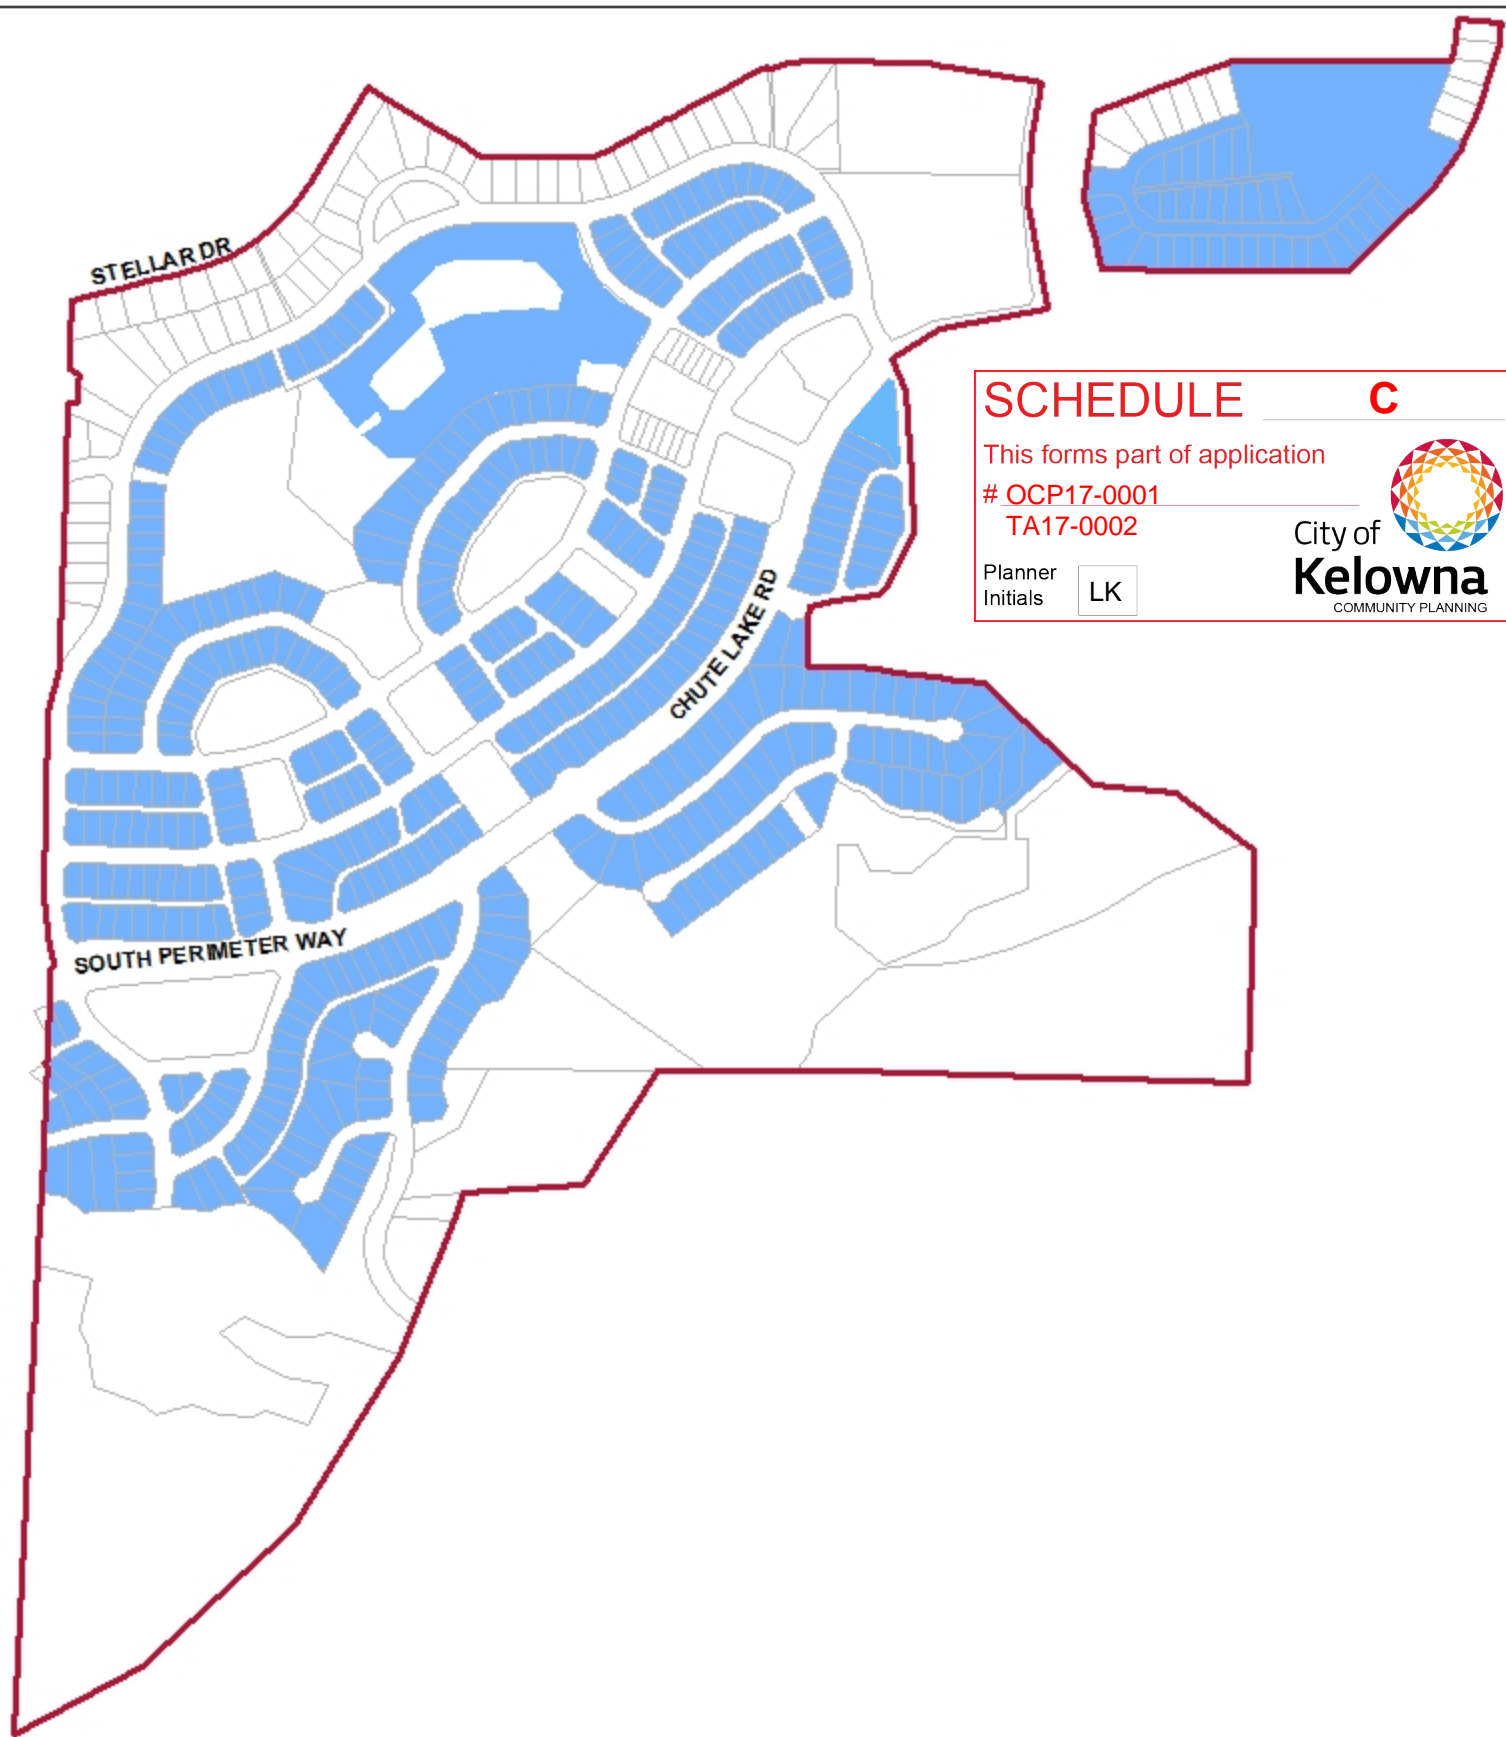 STELLAR DR
SCHEDULE C
This forms part of application
# OCP17-0001
TA17-0002
City of
Kelowna
COMMUNITY PLANNING
Planner
Initials
LK
CHUTE LAKE RD
SOUTH PERIMETER WAY